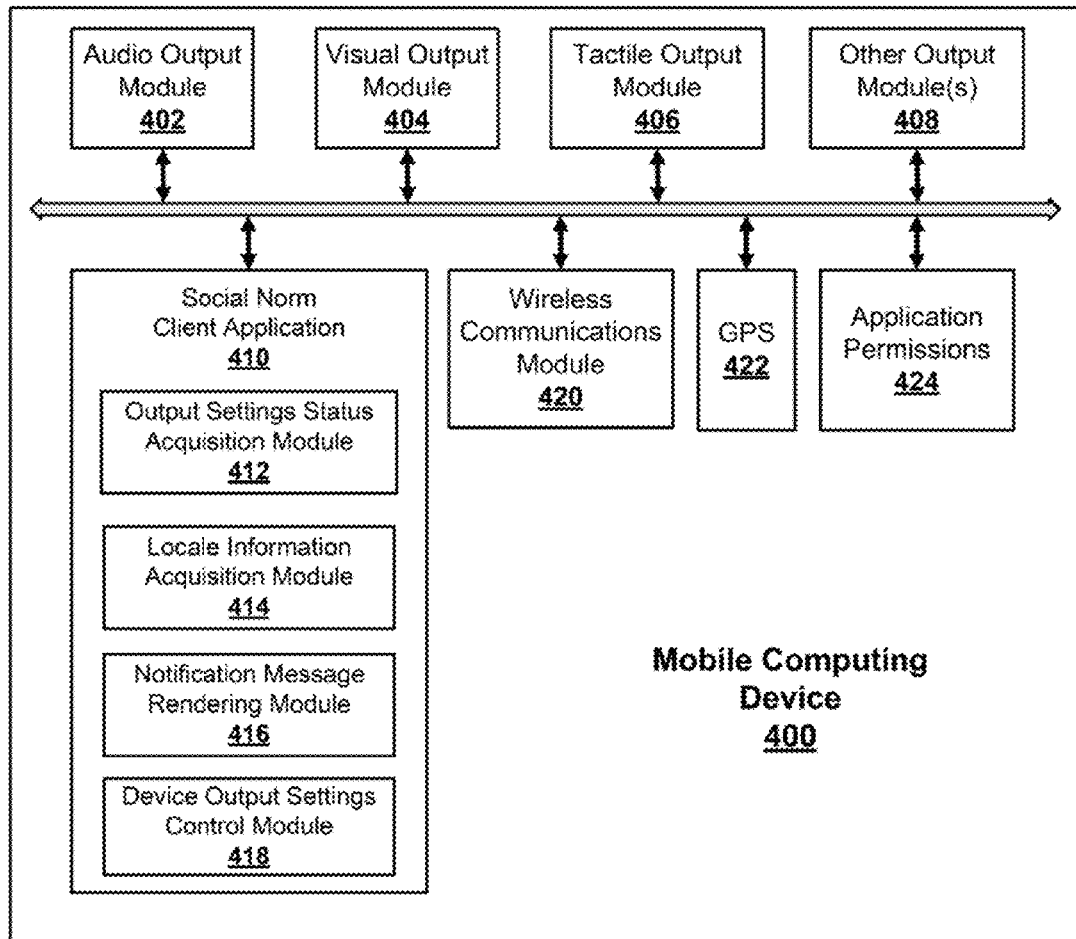 Audio Output
Module
402
Visual Output
Module
404
Tactile Output
Module
406
Other Output
Module(s)
408
Social Norm
Client Application
410
Output Settings Status
Acquisition Module
412
Locale Information
Acquisition Module
414
Notification Message
Rendering Module
416
Device Output Settings
Control Module
418
Wireless
Communications
Module
420
GPS
422
Application
Permissions
424
Mobile Computing
Device
400